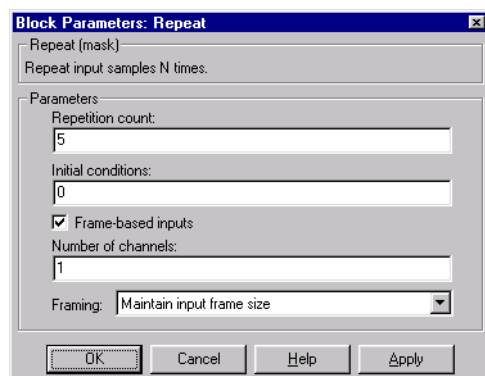 Block Parameters: Repeat
Repeat (mask)
Repeat input samples N times.
Parameters
Repetition count:
5
Initial conditions:
0
Frame-based inputs
Number of channels:
1
Framing: Maintain input frame size
OK Cancel Help Apply